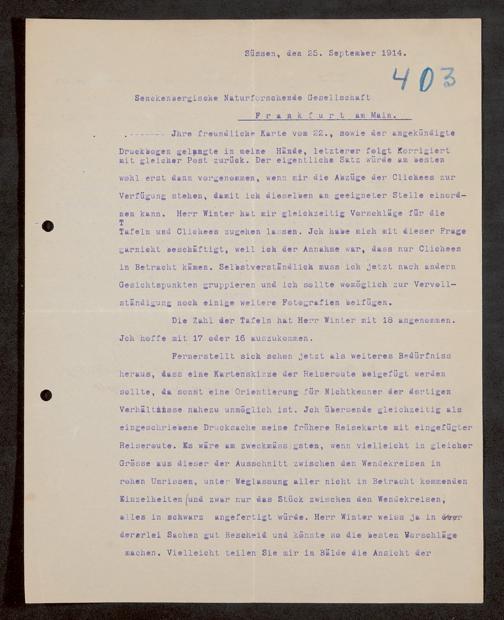 Süssen, den 25. September 1914.
403
Senckenbergische Naturforschende Gesellschaft
Frankfurt am Main.
.------- Jhre freundliche Karte vom 22., sowie der angekündigte
Druckbogen gelangte in meine Hände, letzterer folgt Korrigiert
mit gleicher Post zurück. Der eigentliche Satz würde am besten
wohl erst dann vorgenommen, wenn mir die Abzüge der Clichees zur
Verfügung stehen, damit ich dieselben an geeigneter Stelle einord-
nen kann. Herr Winter hat mir gleichzeitig Vorschläge für die
T
Tafeln und Clichees zugehen lassen. Jch habe mich mit dieser Frage
garnicht beschäftigt, weil ich der Annahme war, dass nur Clichees
in Betracht kämen. Selbstverständlich muss ich jetzt nach andern
Gesichtspunkten gruppieren und ich sollte womöglich zur Vervoll-
ständigung noch einige weitere Fotografien beifügen.
Die Zahl der Tafeln hat Herr Winter mit 18 angenommen.
Jch hoffe mit 17 oder 16 auszukommen.
Fernerstellt sich schon jetzt als weiteres Bedürfniss
heraus, dass eine Kartenskinze der Reiseroute beigefügt werden
sollte, da sonst eine Orientierung für Nichtkenner der dortigen
Verhältnisse nahezu unmöglich ist. Jch übersende gleichzeitig als
eingeschriebene Drucksache meine frühere Reisekarte mit eingefügter
Reiseroute. Es wäre am zweckmässigsten, wenn vielleicht in gleicher
Grösse aus dieser der Ausschnitt zwischen den Wendekreisen in
rohen Umrissen, unter Weglassung aller nicht in Betracht kommenden
Einzelheiten (und zwar nur das Stück zwischen den Wendekreisen,
alles in schwarz angefertigt würde. Herr Winter weiss ja in
derarlei Sachen gut Bescheid und könnte so die besten Vorschläge
machen. Vielleicht teilen Sie mir in Bälde die Ansicht der